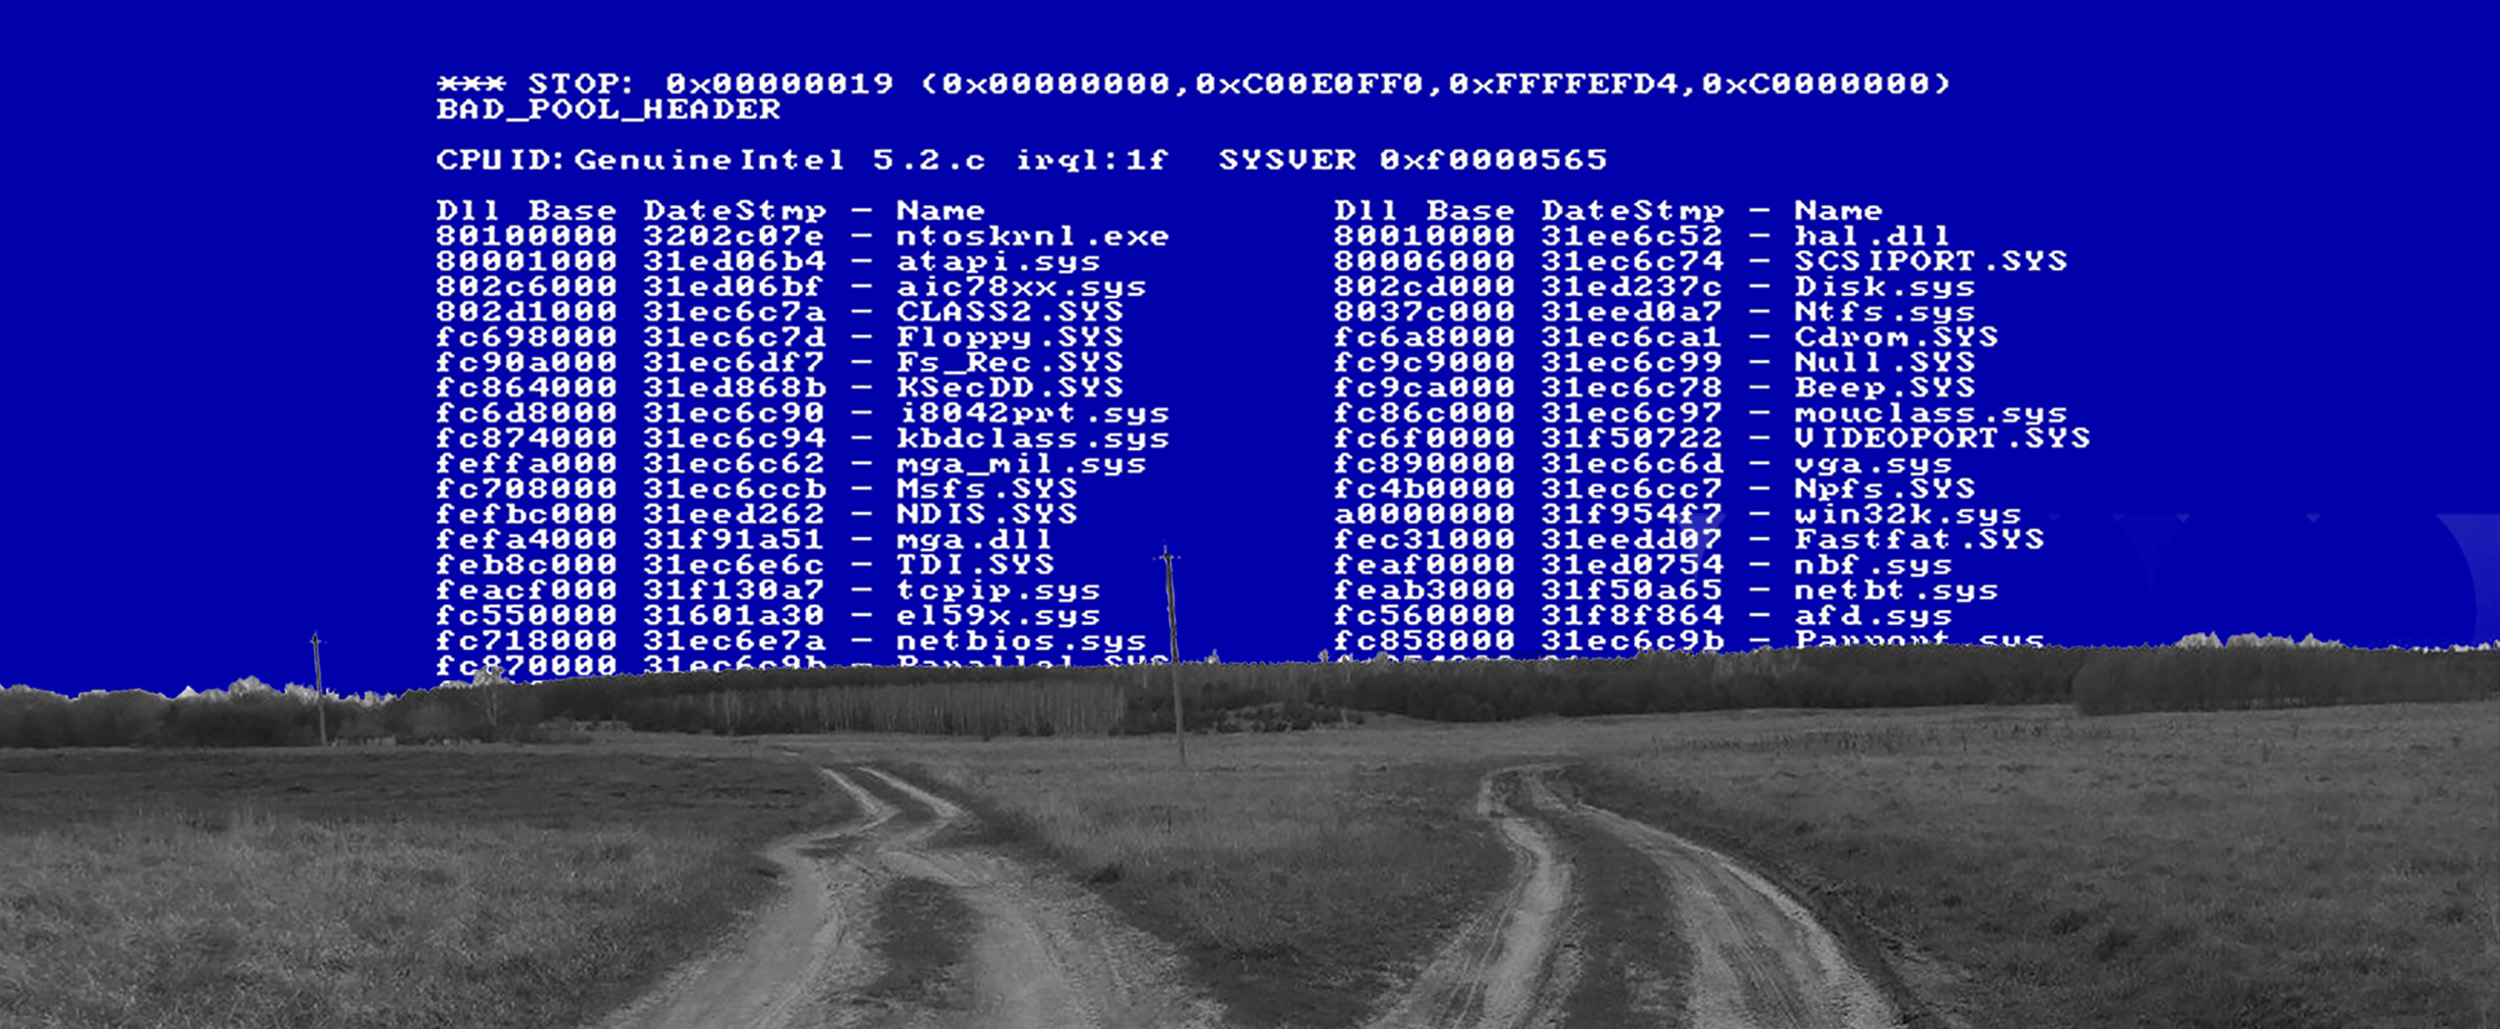 *** STOP: 0x00000019 (0x00000000,0xC00E0FF0,0xFFFFEFD4,0xC0000000)
BAD_POOL_HEADER
CPUID:GenuineIntel 5.2.c irql:1f SYSVER 0xf0000565
Dll Base DateStmp - Name Dll Base DateStmp - Name
80100000 3202c07e - ntoskrnl.exe 80010000 31ee6c52 - hal.dll
80001000 31ed06b4 - atapi.sys 80006000 31ec6c74 - SCSIPORT.SYS
802c6000 31ed06bf - aic78xx.sys 802cd000 31ed237c - Disk.sys
802d1000 31ec6c7a - CLASS2.SYS 8037c000 31eed0a7 - Ntfs.sys
fc698000 31ec6c7d - Floppy.SYS fc6a8000 31ec6ca1 - Cdrom.SYS
fc90a000 31ec6df7 - Fs_Rec.SYS fc9c9000 31ec6c99 - Null.SYS
fc864000 31ed868b - KSecDD.SYS fc9ca000 31ec6c78 - Beep.SYS
fc6d8000 31ec6c90 - i8042prt.sys fc86c000 31ec6c97 - mouclass.sys
fc874000 31ec6c94 - kbdclass.sys fc6f0000 31f50722 - VIDEOPORT.SYS
feffa000 31ec6c62 - mga_mil.sys fc890000 31ec6c6d - vga.sys
fc708000 31ec6ccb - Msfs.SYS fc4b0000 31ec6cc7 - Npfs.SYS
fefbc000 31eed262 - NDIS.SYS a0000000 31f954f7 - win32k.sys
fefa4000 31f91a51 - mga.dll fec31000 31eedd07 - Fastfat.SYS
feb8c000 31ec6e6c - TDI.SYS feaf0000 31ed0754 - nbf.sys
feacf000 31f130a7 - tcpip.sys feab3000 31f50a65 - netbt.sys
fc550000 31601a30 - el59x.sys fc560000 31f8f864 - afd.sys
fc718000 31ec6e7a - netbios.sys fc858000 31ec6c9b -
fc870000 31ec6c9b -